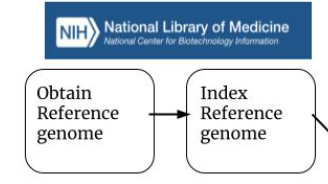 NIH National Library of Medicine
National Center for Biotechnology Information
Obtain
Reference
genome
Index
Reference
genome